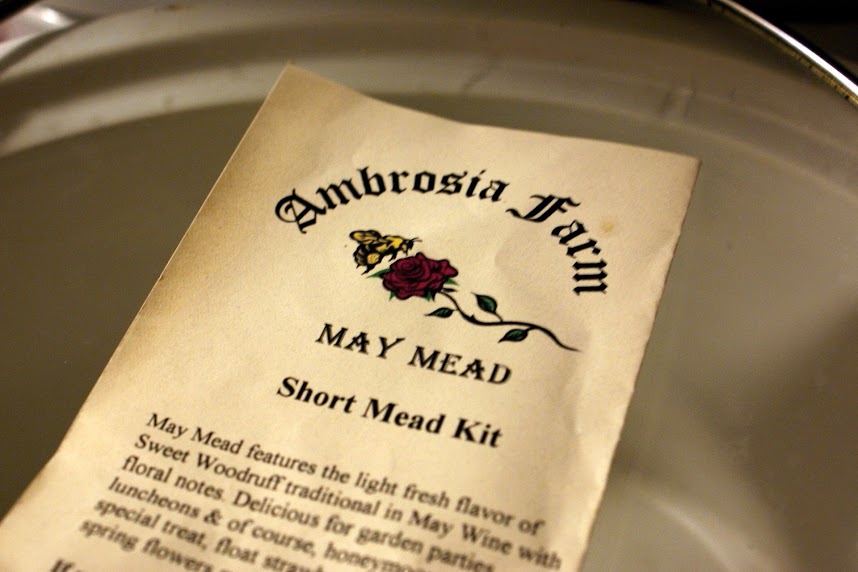 Ambrosia Farm
MAY MEAD
Short Mead Kit
May Mead features the light fresh flavor of
Sweet Woodruff traditional in May Wine with
floral notes. Delicious for garden parties,
luncheons & of course, honeymoo
special treat, float straw
spring flowers
If